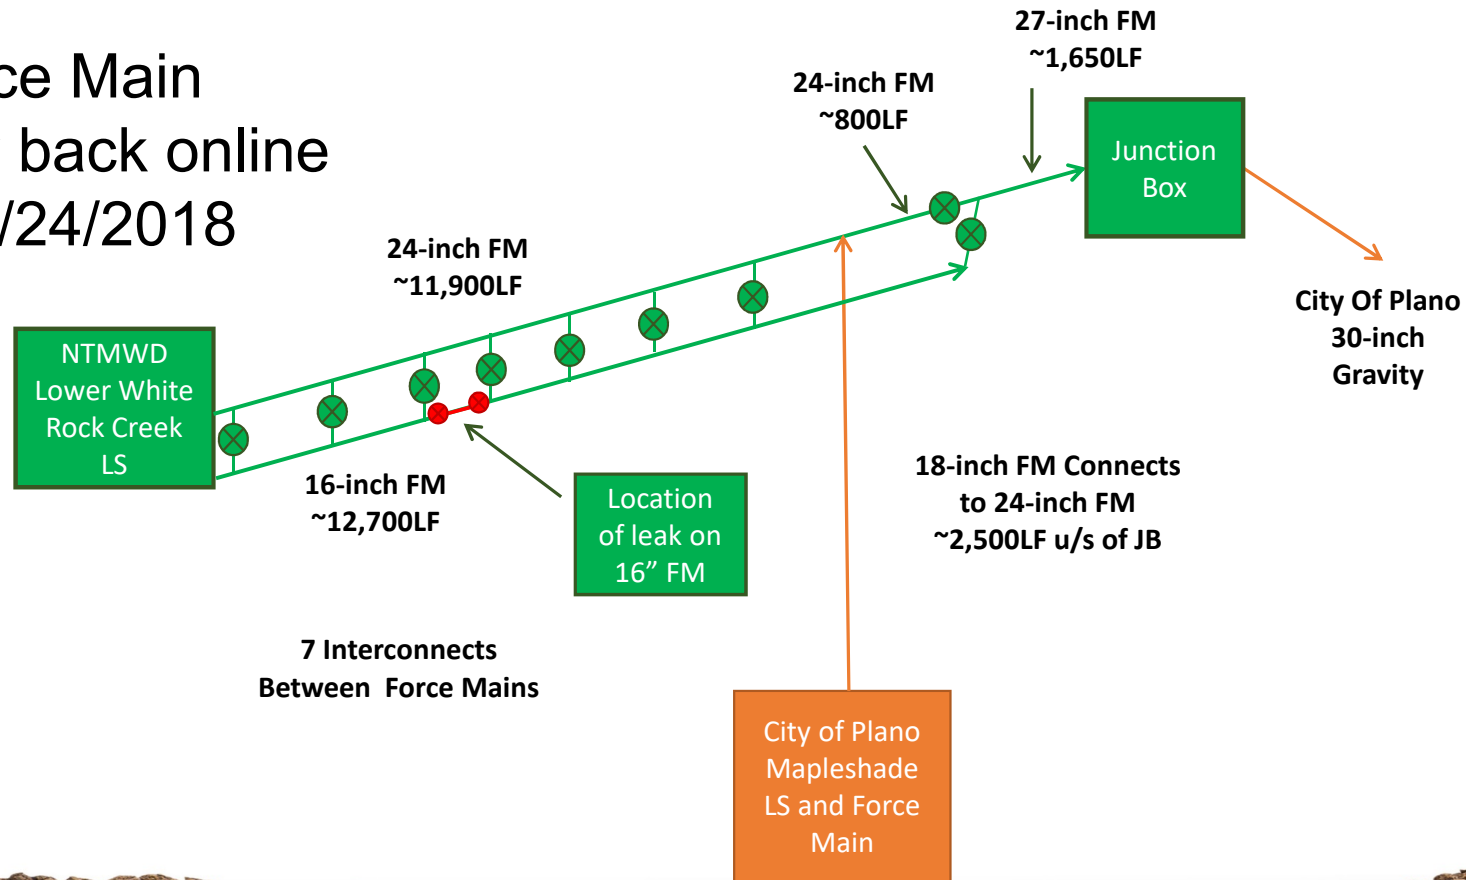 ce Main
back online
/24/2018
27-inch FM
~1,650LF
24-inch FM
~800LF
Junction
Box
24-inch FM
~11,900LF
City Of Plano
30-inch
Gravity
NTMWD
Lower White
Rock Creek
LS
16-inch FM
~12,700LF
Location
of leak on
16” FM
18-inch FM Connects
to 24-inch FM
~2,500LF u/s of JB
7 Interconnects
Between Force Mains
City of Plano
Mapleshade
LS and Force
Main